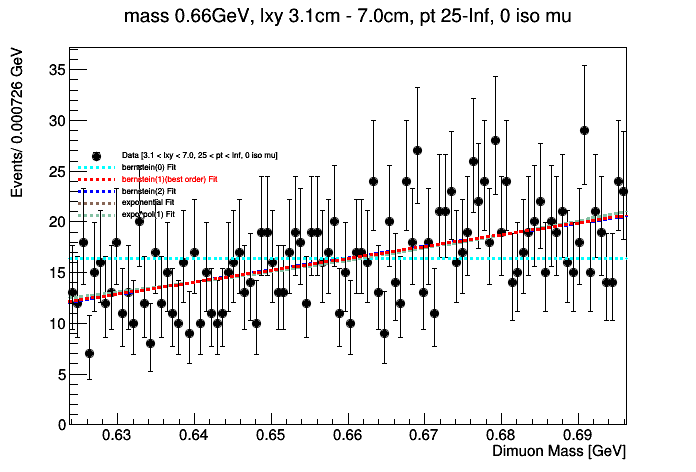 mass 0.66GeV, lxy 3.1cm - 7.0cm, pt 25-Inf, 0 iso mu
Events/ 0.000726 GeV
35
30
25
20
15
10
5
0
Data [3.1 < lxy < 7.0, 25 < pt < Inf, 0 iso mu]
bernstein(0) Fit
bernstein(1)(best order) Fit
bernstein(2) Fit
exponential Fit
expo*pol(1) Fit
0.63
0.64
0.65
0.66
0.67
0.68
0.69
Dimuon Mass [GeV]